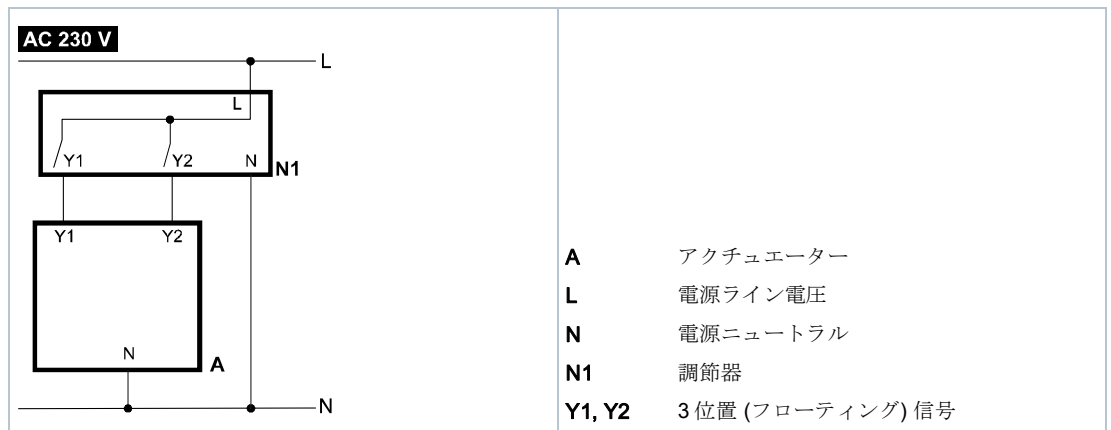 AC 230 V
L
L
Y1 Y2 N
N1
Y1 Y2
N
A
N
A アクチュエーター
L 電源ライン電圧
N 電源ニュートラル
N1 調節器
Y1, Y2 3 位置 (フローティング) 信号